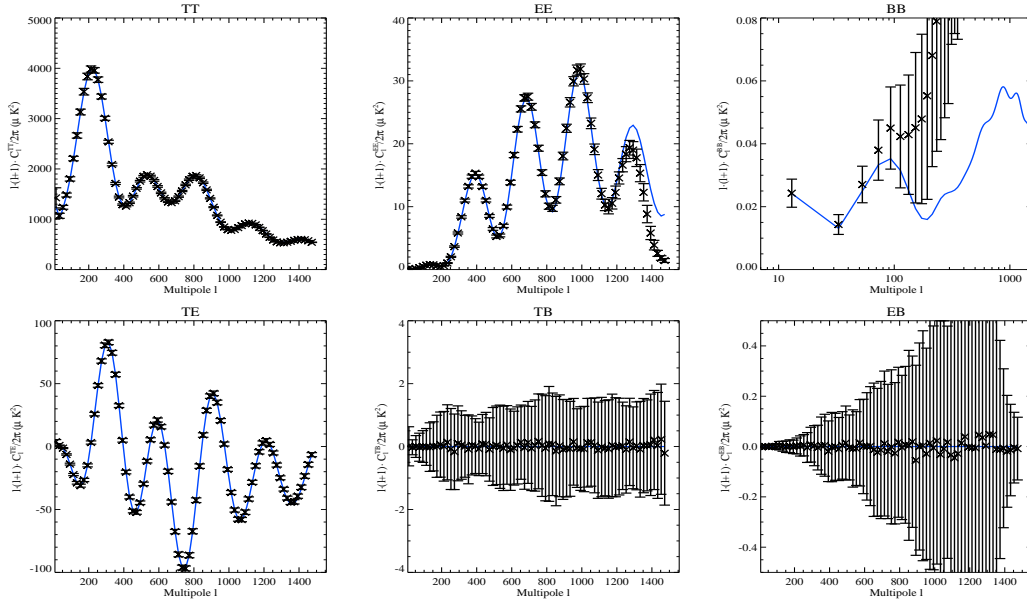 TT
EE
BB
5000
4000
3000
2000
1000
0
l·(l+1)· C_l^TT/2π (μ K²)
200 400 600 800 1000 1200 1400
Multipole l
40
30
20
10
0
l·(l+1)· C_l^EE/2π (μ K²)
200 400 600 800 1000 1200 1400
Multipole l
0.08
0.06
0.04
0.02
0.00
l·(l+1)· C_l^BB/2π (μ K²)
10 100 1000
Multipole l
TE
TB
EB
100
50
0
-50
-100
l·(l+1)· C_l^TE/2π (μ K²)
200 400 600 800 1000 1200 1400
Multipole l
4
2
0
-2
-4
l·(l+1)· C_l^TB/2π (μ K²)
200 400 600 800 1000 1200 1400
Multipole l
0.4
0.2
0.0
-0.2
-0.4
l·(l+1)· C_l^EB/2π (μ K²)
200 400 600 800 1000 1200 1400
Multipole l